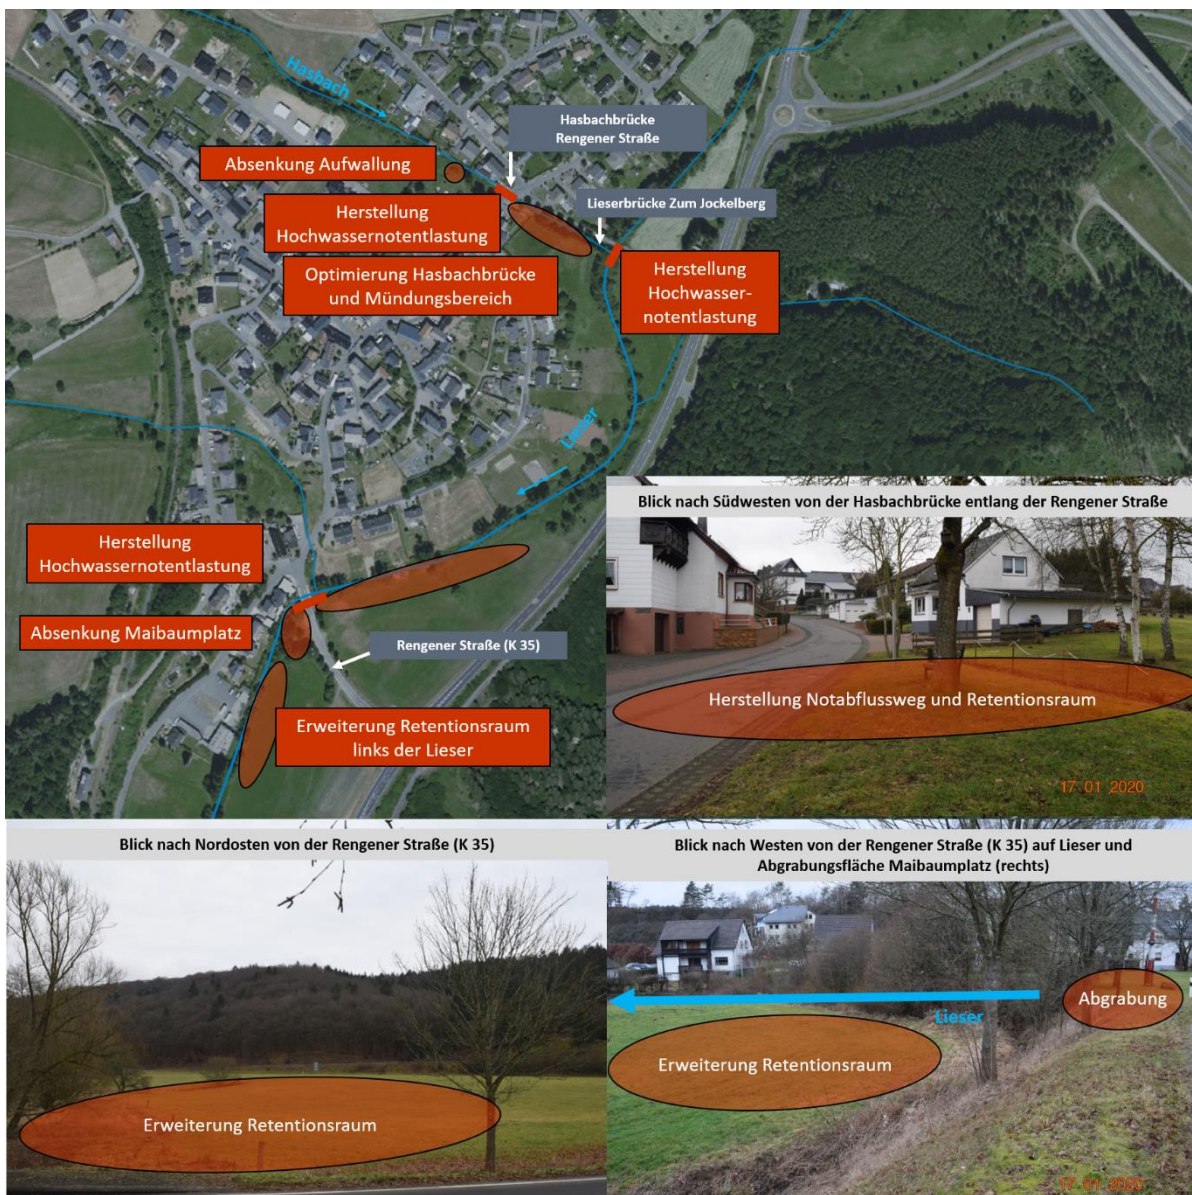 Hasbach
Hasbachbrücke
Rengener Straße
Absenkung Aufwallung
Lieserbrücke Zum Jockelberg
Herstellung
Hochwassernotentlastung
Optimierung Hasbachbrücke
und Mündungsbereich
Herstellung
Hochwasser-
notentlastung
Lieser
Herstellung
Hochwassernotentlastung
Absenkung Maibaumplatz
Rengener Straße (K 35)
Erweiterung Retentionsraum
links der Lieser
Blick nach Südwesten von der Hasbachbrücke entlang der Rengener Straße
Herstellung Notabflussweg und Retentionsraum
17 01 2020
Blick nach Nordosten von der Rengener Straße (K 35)
Erweiterung Retentionsraum
Blick nach Westen von der Rengener Straße (K 35) auf Lieser und
Abgrabungsfläche Maibaumplatz (rechts)
Abgrabung
Lieser
Erweiterung Retentionsraum
17 01 2020